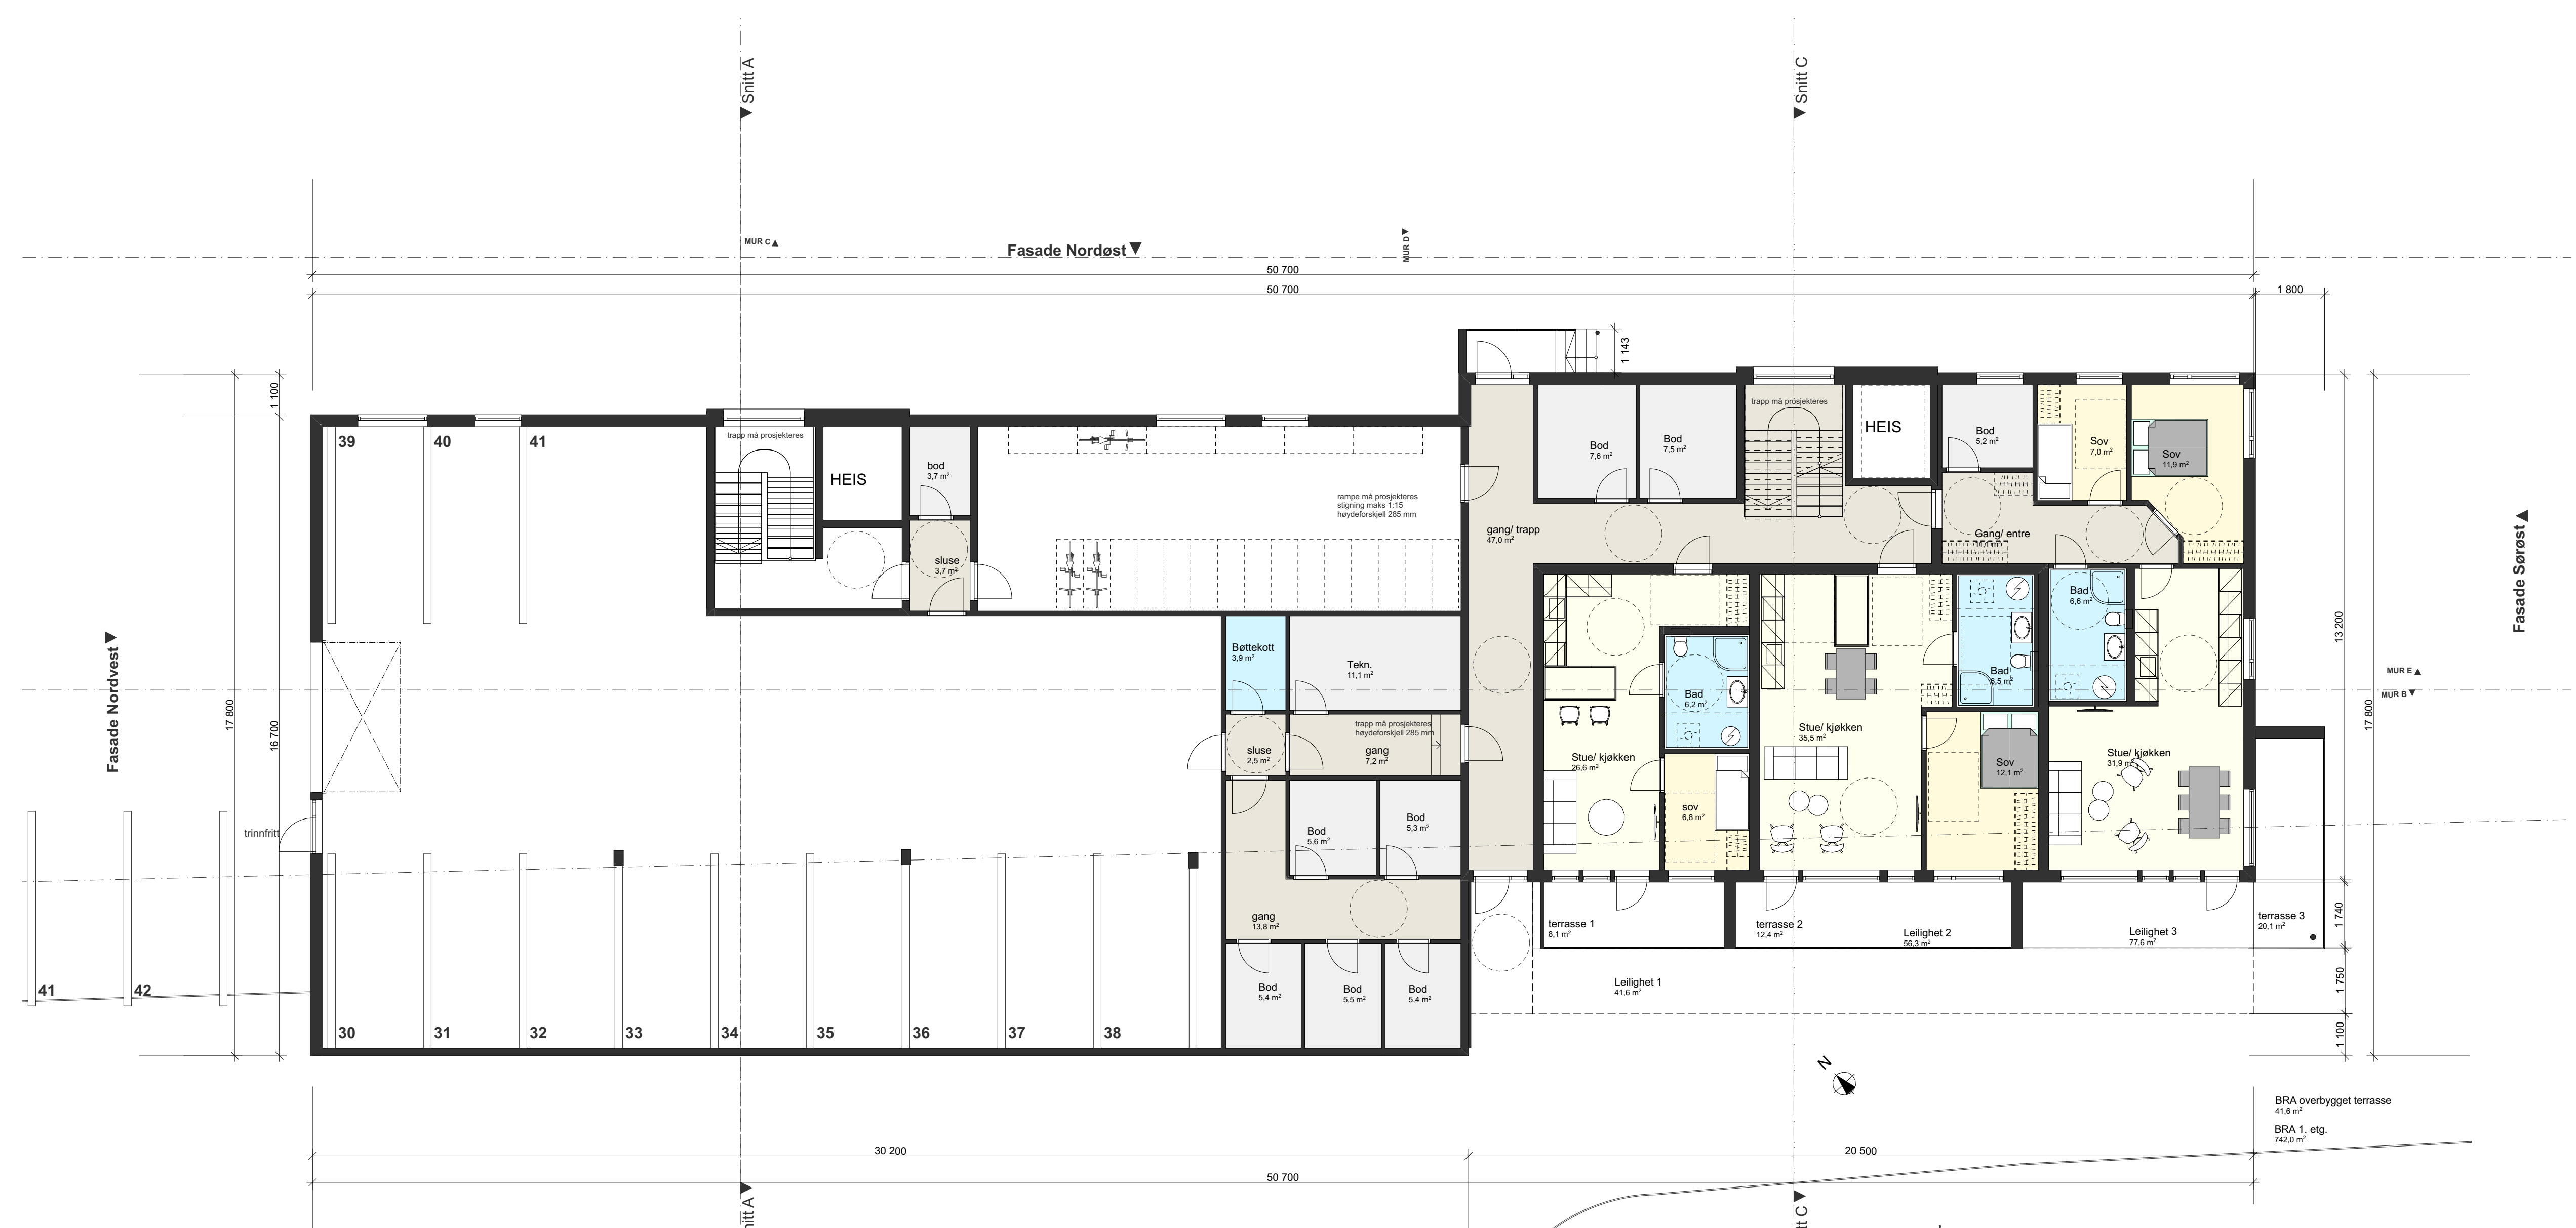 ▼ Snitt A
▼ Snitt C
MUR C ▲
Fasade Nordøst ▼
MUR D ▼
50 700
50 700
1 800
1 143
1 100
17 800
16 700
Fasade Nordvest ▼
39
40
41
trapp må prosjekteres
HEIS
bod
3,7 m²
sluse
3,7 m²
rampe må prosjekteres
stigning maks 1:15
høydeforskjell 285 mm
gang/ trapp
47,0 m²
Bod
7,6 m²
Bod
7,5 m²
trapp må prosjekteres
HEIS
Bod
5,2 m²
Sov
7,0 m²
Sov
11,9 m²
Gang/ entre
Fasade Sørøst ▲
13 200
17 800
MUR E ▲
MUR B ▼
Bøttekott
3,9 m²
Tekn.
11,1 m²
trapp må prosjekteres
høydeforskjell 285 mm
sluse
2,5 m²
gang
7,2 m²
Bod
5,6 m²
Bod
5,3 m²
gang
13,8 m²
Bod
5,4 m²
Bod
5,5 m²
Bod
5,4 m²
Stue/ kjøkken
26,6 m²
Bad
6,2 m²
sov
6,8 m²
Stue/ kjøkken
35,5 m²
Bad
6,5 m²
Sov
12,1 m²
Bad
6,6 m²
Stue/ kjøkken
31,9 m²
trinnfritt
41
42
30
31
32
33
34
35
36
37
38
terrasse 1
8,1 m²
terrasse 2
12,4 m²
Leilighet 2
56,3 m²
Leilighet 3
77,6 m²
terrasse 3
20,1 m²
Leilighet 1
41,6 m²
1 740
1 750
1 100
N
BRA overbygget terrasse
41,6 m²
BRA 1. etg.
742,0 m²
30 200
20 500
50 700
nitt A ▼
tt C ▼